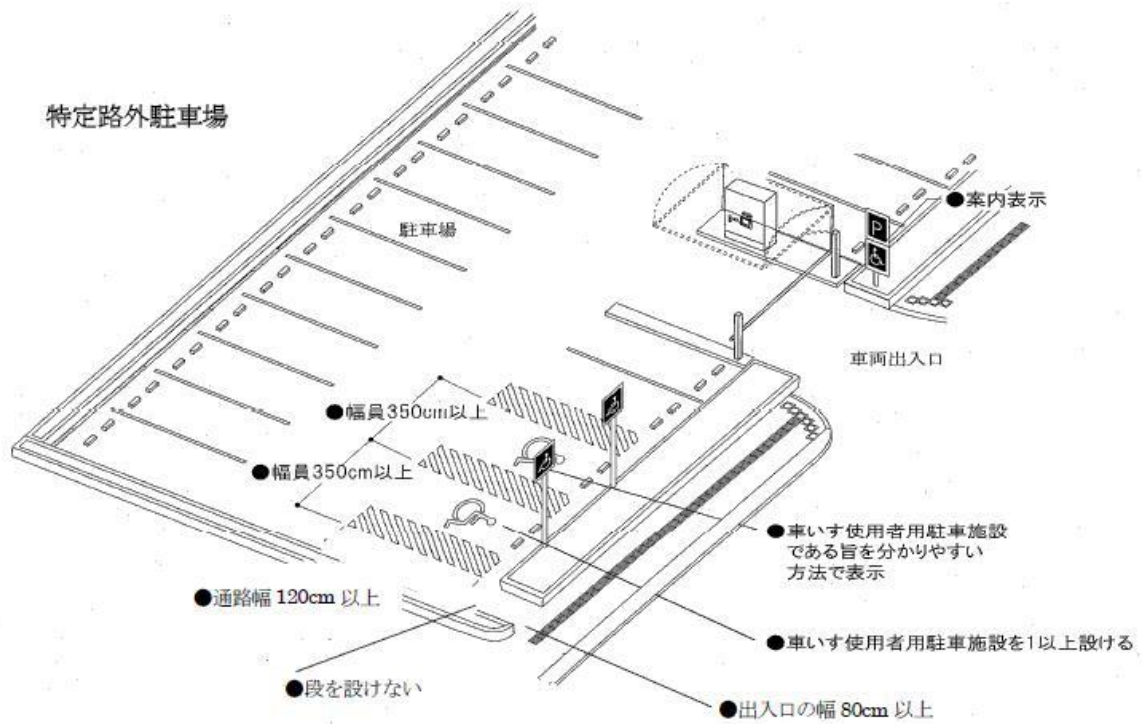 特定路外駐車場
●案内表示
P
駐車場
車両出入口
●幅員350cm以上
●幅員350cm以上
●車いす使用者用駐車施設
である旨を分かりやすい
方法で表示
●通路幅 120cm 以上
●車いす使用者用駐車施設を1以上設ける
●段を設けない
●出入口の幅 80cm 以上